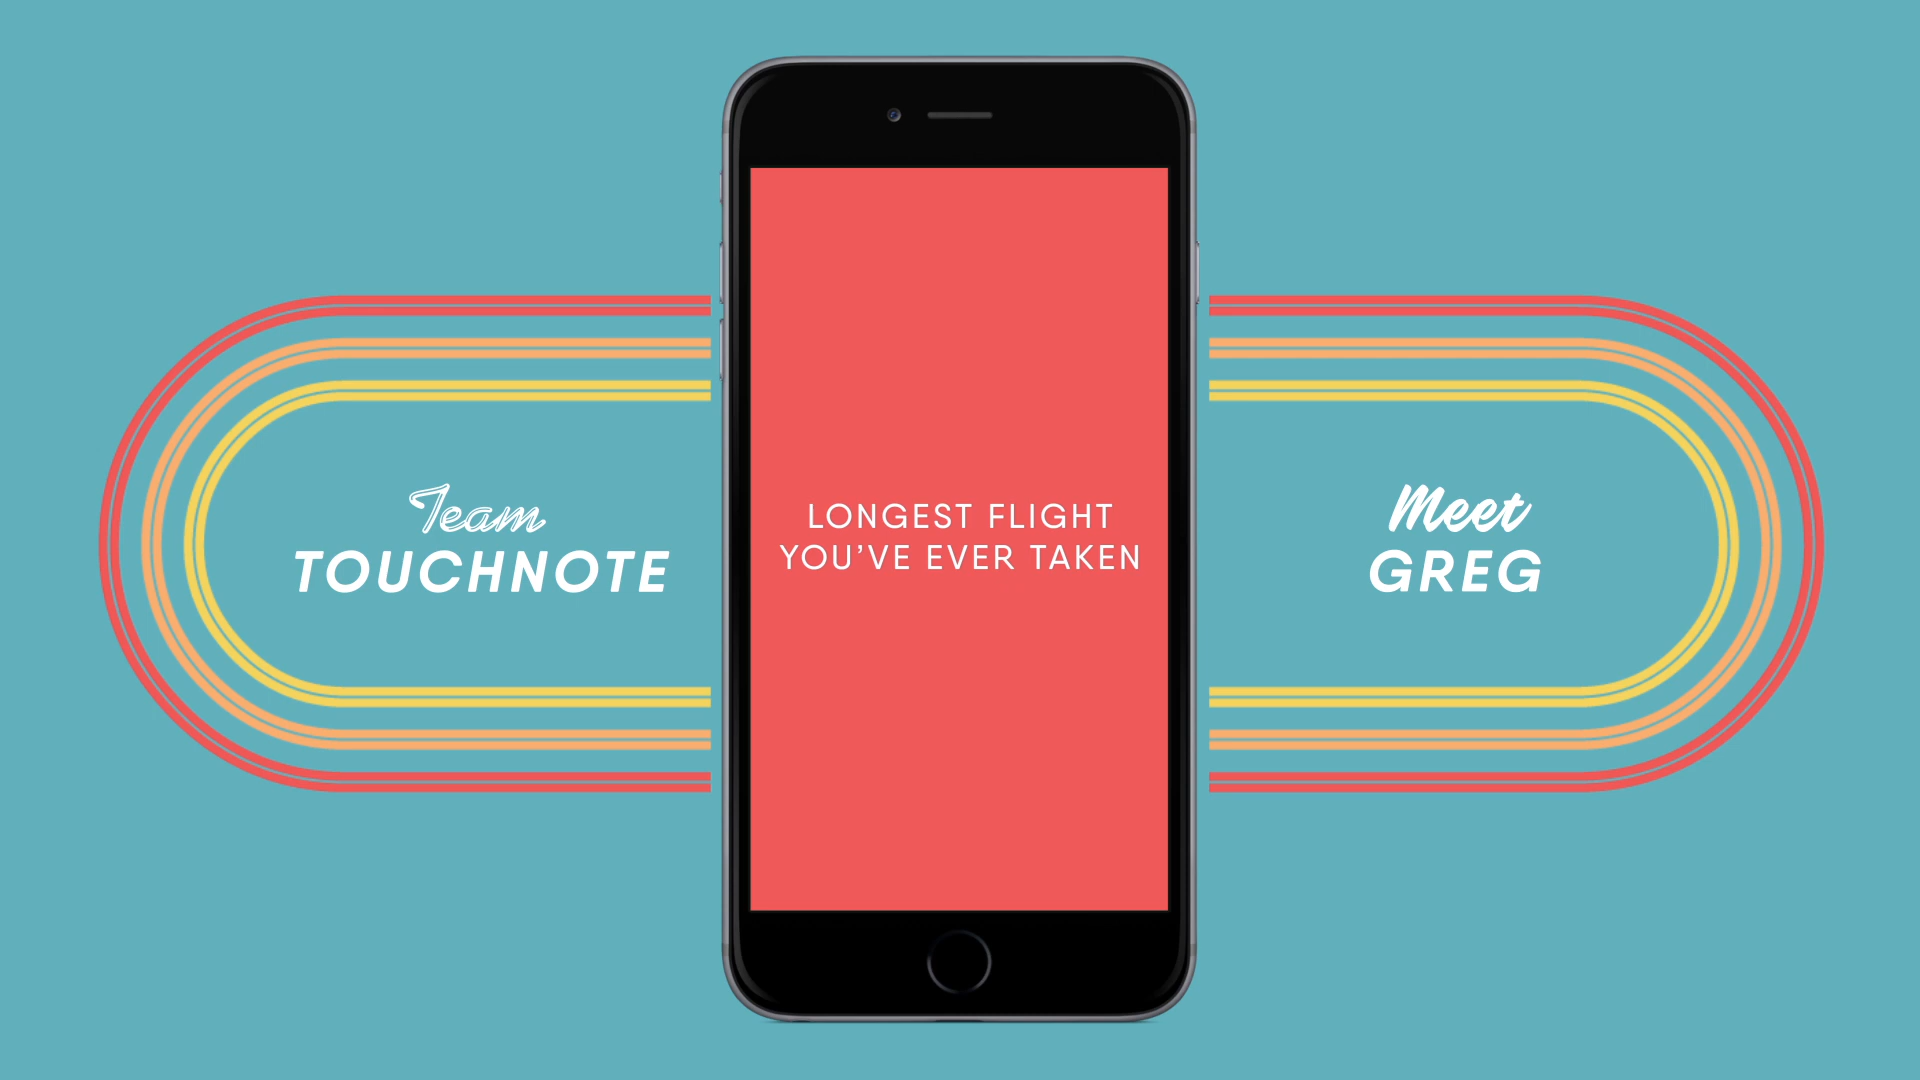 Team
TOUCHNOTE
LONGEST FLIGHT
YOU'VE EVER TAKEN
Meet
GREG